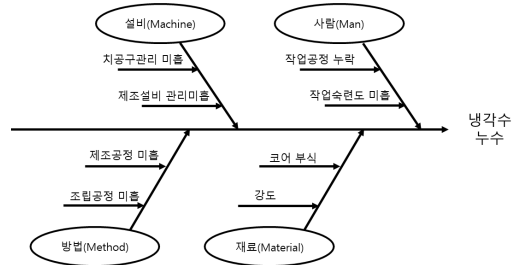 설비(Machine)
사람(Man)
치공구관리 미흡
작업공정 누락
제조설비 관리미흡
작업숙련도 미흡
냉각수
누수
제조공정 미흡
코어 부식
조립공정 미흡
강도
방법(Method)
재료(Material)